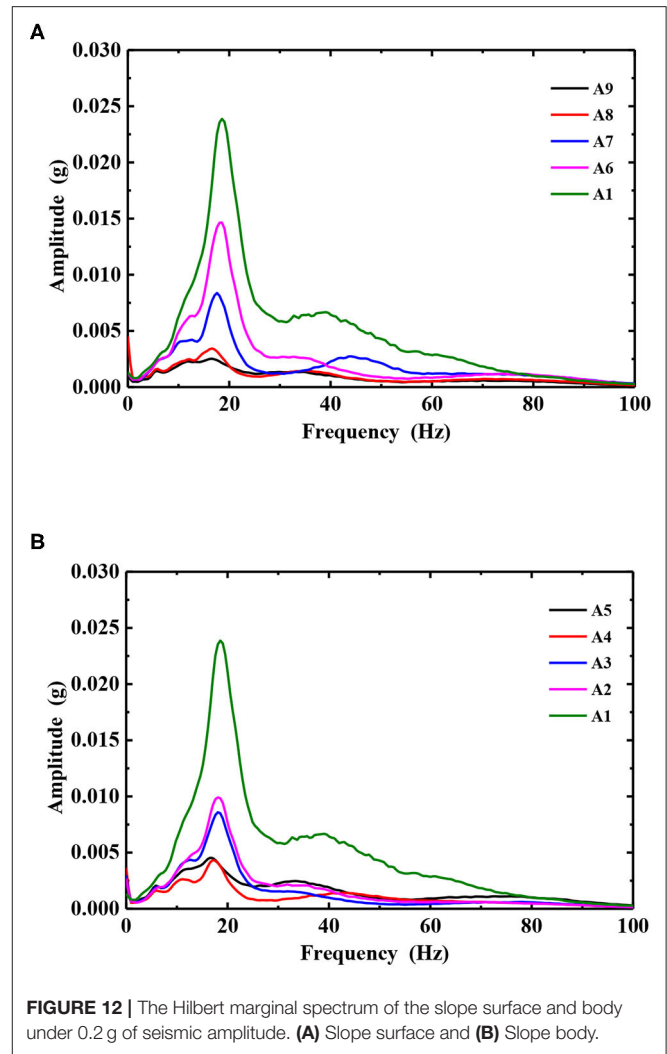 A
0.030
0.025
0.020
0.015
0.010
0.005
0.000
Amplitude (g)
A9
A8
A7
A6
A1
0 20 40 60 80 100
Frequency (Hz)
B
0.030
0.025
0.020
0.015
0.010
0.005
0.000
Amplitude (g)
A5
A4
A3
A2
A1
0 20 40 60 80 100
Frequency (Hz)
FIGURE 12 | The Hilbert marginal spectrum of the slope surface and body
under 0.2 g of seismic amplitude. (A) Slope surface and (B) Slope body.